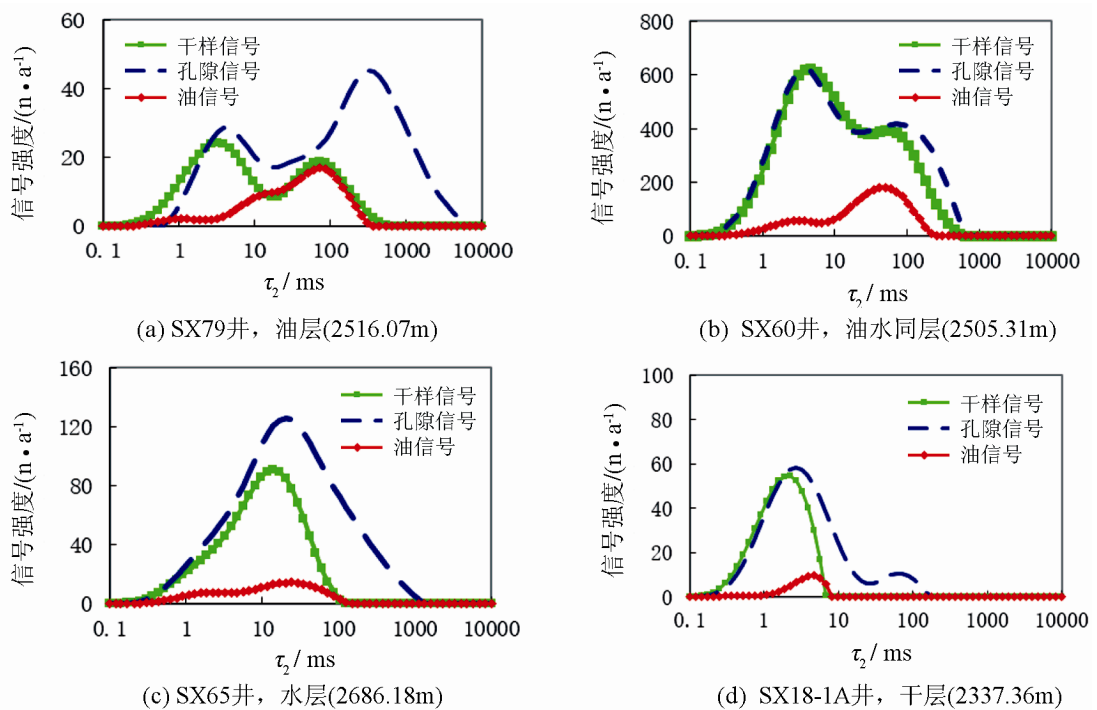 信号强度/(n•a⁻¹)
60
40
20
0
干样信号
孔隙信号
油信号
0.1 1 10 100 1000 10000
τ₂ / ms
(a) SX79井，油层(2516.07m)
信号强度/(n•a⁻¹)
800
600
400
200
0
干样信号
孔隙信号
油信号
0.1 1 10 100 1000 10000
τ₂ / ms
(b) SX60井，油水同层(2505.31m)
信号强度/(n•a⁻¹)
160
120
80
40
0
干样信号
孔隙信号
油信号
0.1 1 10 100 1000 10000
τ₂ / ms
(c) SX65井，水层(2686.18m)
信号强度/(n•a⁻¹)
100
80
60
40
20
0
干样信号
孔隙信号
油信号
0.1 1 10 100 1000 10000
τ₂ / ms
(d) SX18-1A井，干层(2337.36m)